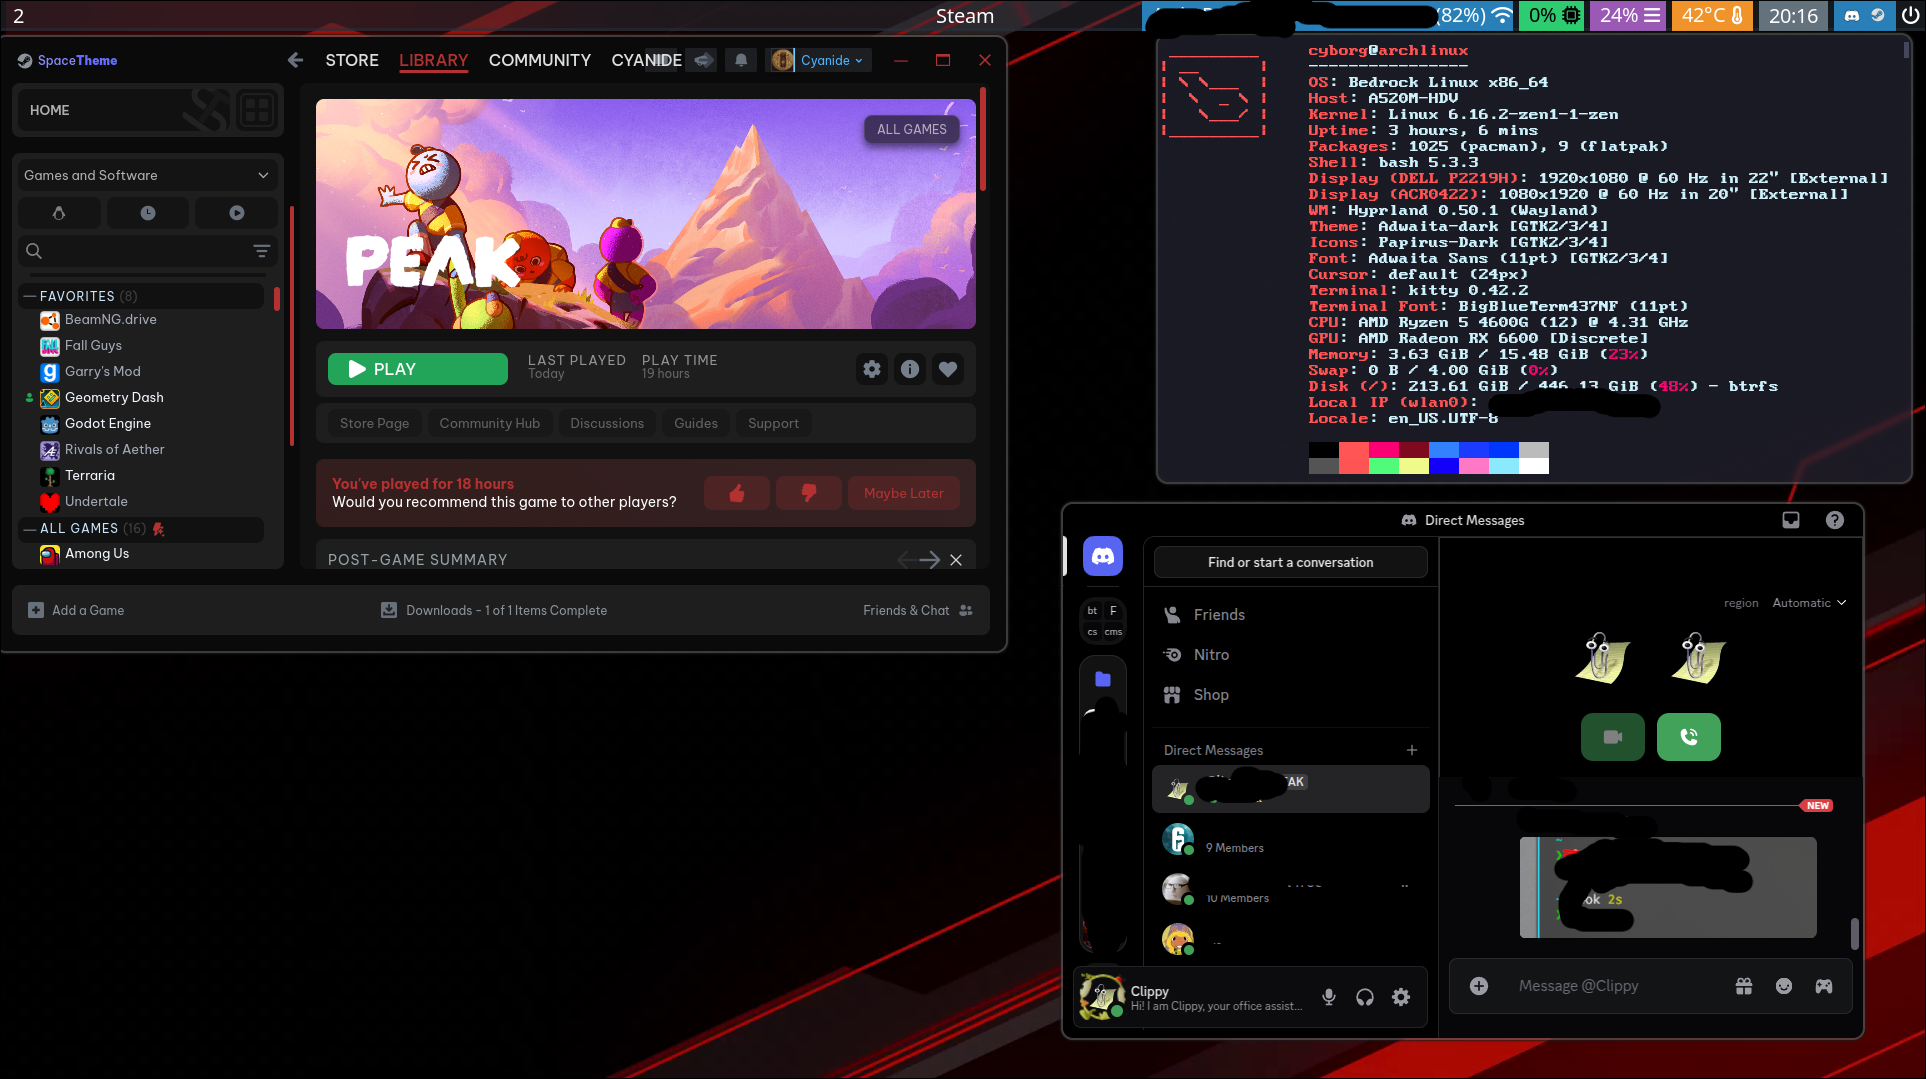 2
Steam
(82%)
0%
24%
42°C
20:16
SpaceTheme
STORE
LIBRARY
COMMUNITY
CYANIDE
Cyanide
HOME
Games and Software
FAVORITES (8)
BeamNG.drive
Fall Guys
Garry's Mod
Geometry Dash
Godot Engine
Rivals of Aether
Terraria
Undertale
ALL GAMES (16)
Among Us
ALL GAMES
PEAK
PLAY
LAST PLAYED
Today
PLAY TIME
19 hours
Store Page
Community Hub
Discussions
Guides
Support
You've played for 18 hours
Would you recommend this game to other players?
Maybe Later
POST-GAME SUMMARY
Add a Game
Downloads - 1 of 1 Items Complete
Friends & Chat
cyborg@archlinux
----------------
OS: Bedrock Linux x86_64
Host: A520M-HDV
Kernel: Linux 6.16.2-zen1-1-zen
Uptime: 3 hours, 6 mins
Packages: 1025 (pacman), 9 (flatpak)
Shell: bash 5.3.3
Display (DELL P2219H): 1920x1080 @ 60 Hz in 22" [External]
Display (ACR0422): 1080x1920 @ 60 Hz in 20" [External]
WM: Hyprland 0.50.1 (Wayland)
Theme: Adwaita-dark [GTK2/3/4]
Icons: Papirus-Dark [GTK2/3/4]
Font: Adwaita Sans (11pt) [GTK2/3/4]
Cursor: default (24px)
Terminal: kitty 0.42.2
Terminal Font: BigBlueTerm437NF (11pt)
CPU: AMD Ryzen 5 4600G (12) @ 4.31 GHz
GPU: AMD Radeon RX 6600 [Discrete]
Memory: 3.63 GiB / 15.48 GiB (23%)
Swap: 0 B / 4.00 GiB (0%)
Disk (/): 213.61 GiB / 446.13 GiB (48%) - btrfs
Local IP (wlan0):
Locale: en_US.UTF-8
Direct Messages
bt F
cs cms
Find or start a conversation
Friends
Nitro
Shop
Direct Messages
AK
9 Members
10 Members
Clippy
Hi! I am Clippy, your office assist...
region Automatic
NEW
ok 2s
Message @Clippy